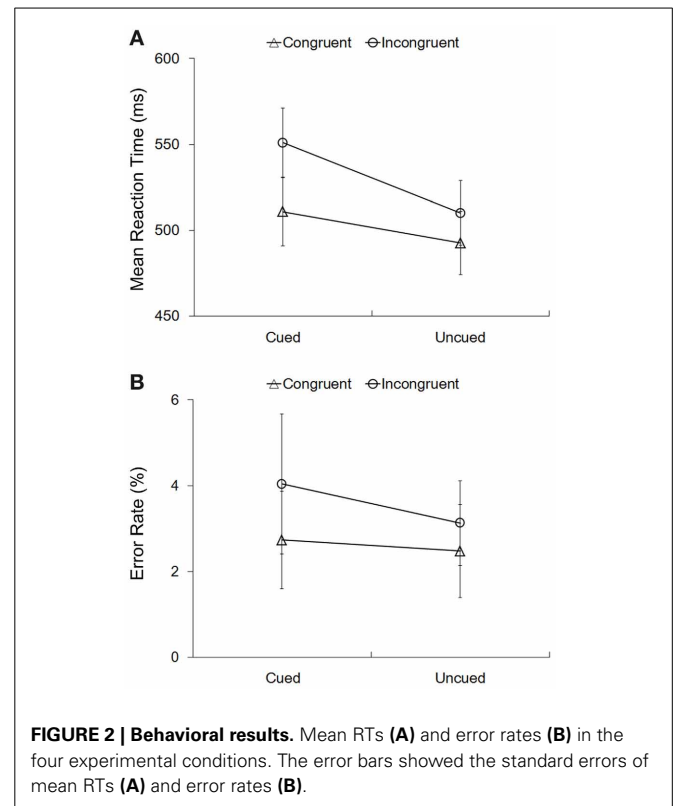 A
Congruent Incongruent
600
550
500
450
Mean Reaction Time (ms)
Cued Uncued
B
Congruent Incongruent
6
4
2
0
Error Rate (%)
Cued Uncued
FIGURE 2 | Behavioral results. Mean RTs (A) and error rates (B) in the
four experimental conditions. The error bars showed the standard errors of
mean RTs (A) and error rates (B).